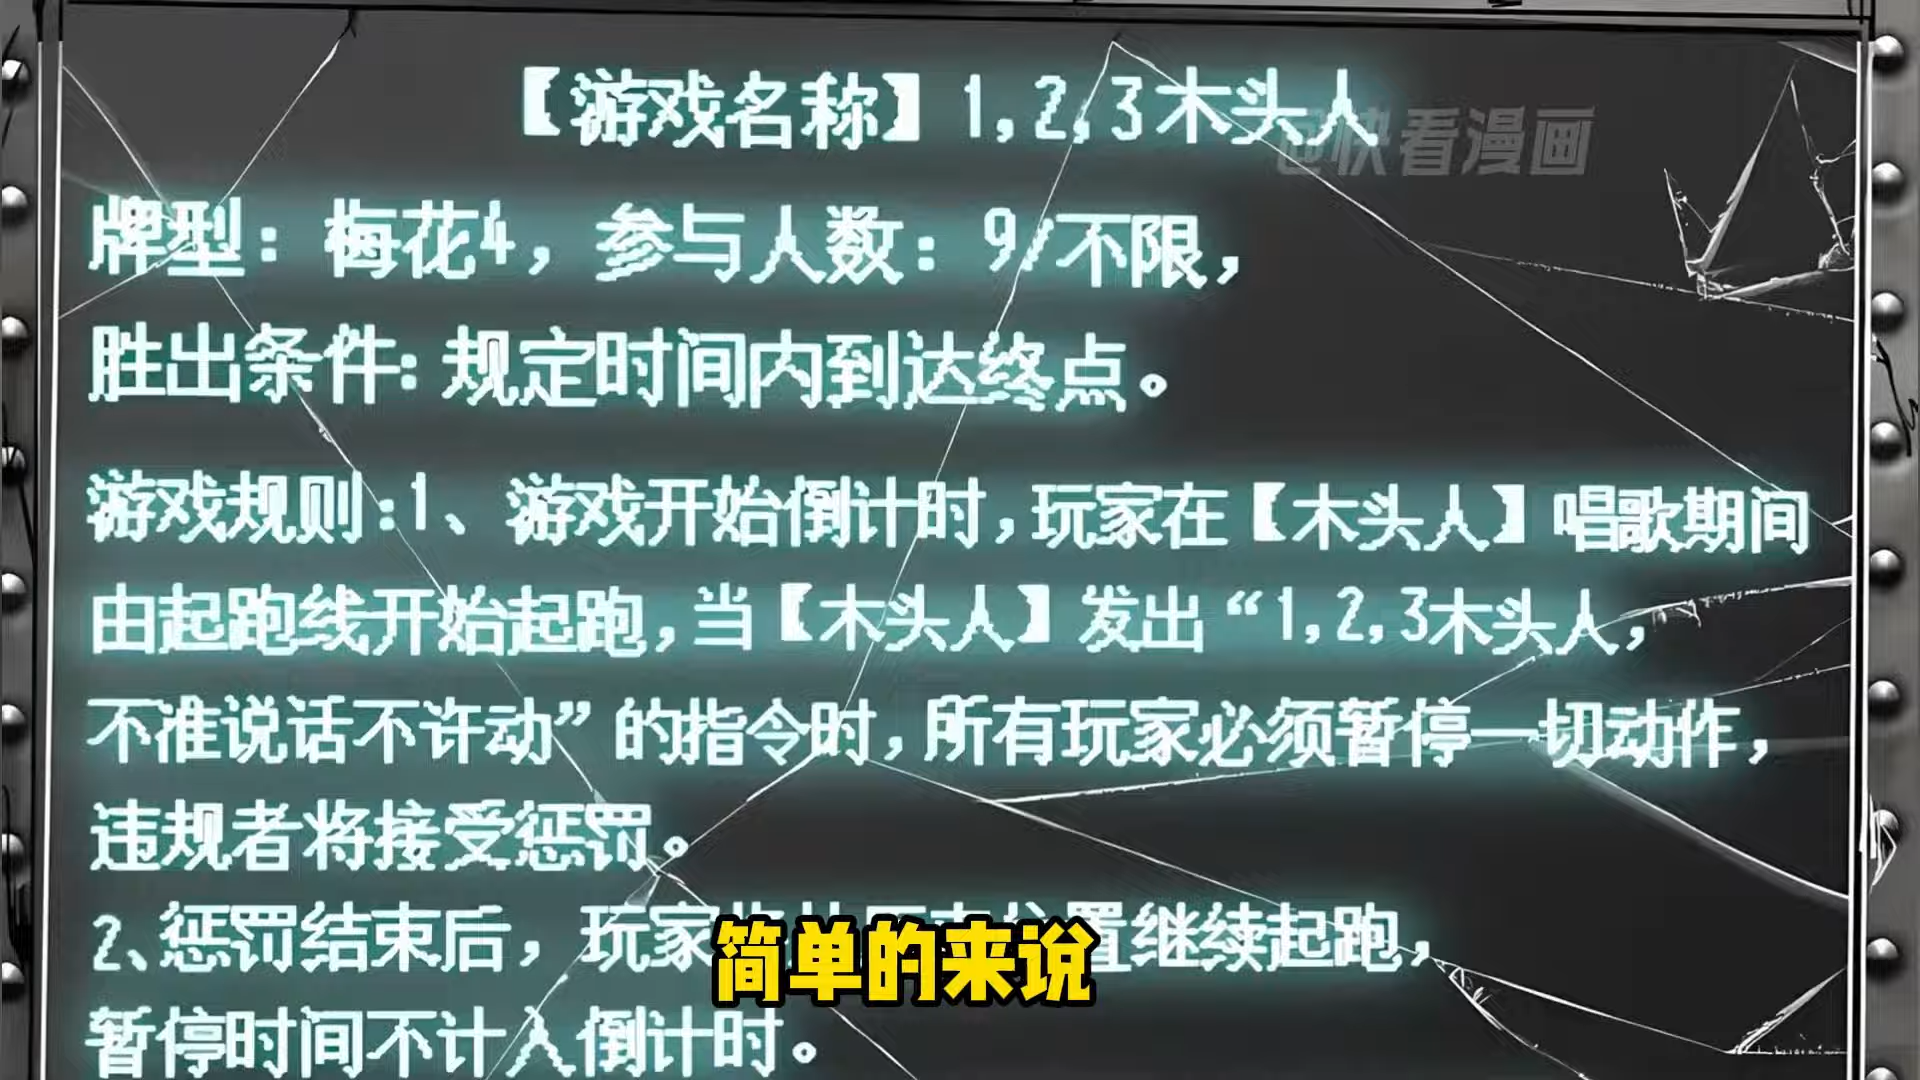 【游戏名称】1,2,3木头人
@快看漫画
牌型：梅花4，参与人数：9/不限，
胜出条件：规定时间内到达终点。
游戏规则：1、游戏开始倒计时，玩家在【木头人】唱歌期间
由起跑线开始起跑，当【木头人】发出“1,2,3木头人，
不准说话不许动”的指令时，所有玩家必须暂停一切动作，
违规者将接受惩罚。
2、惩罚结束后，玩家置继续起跑，
简单的来说
暂停时间不计入倒计时。